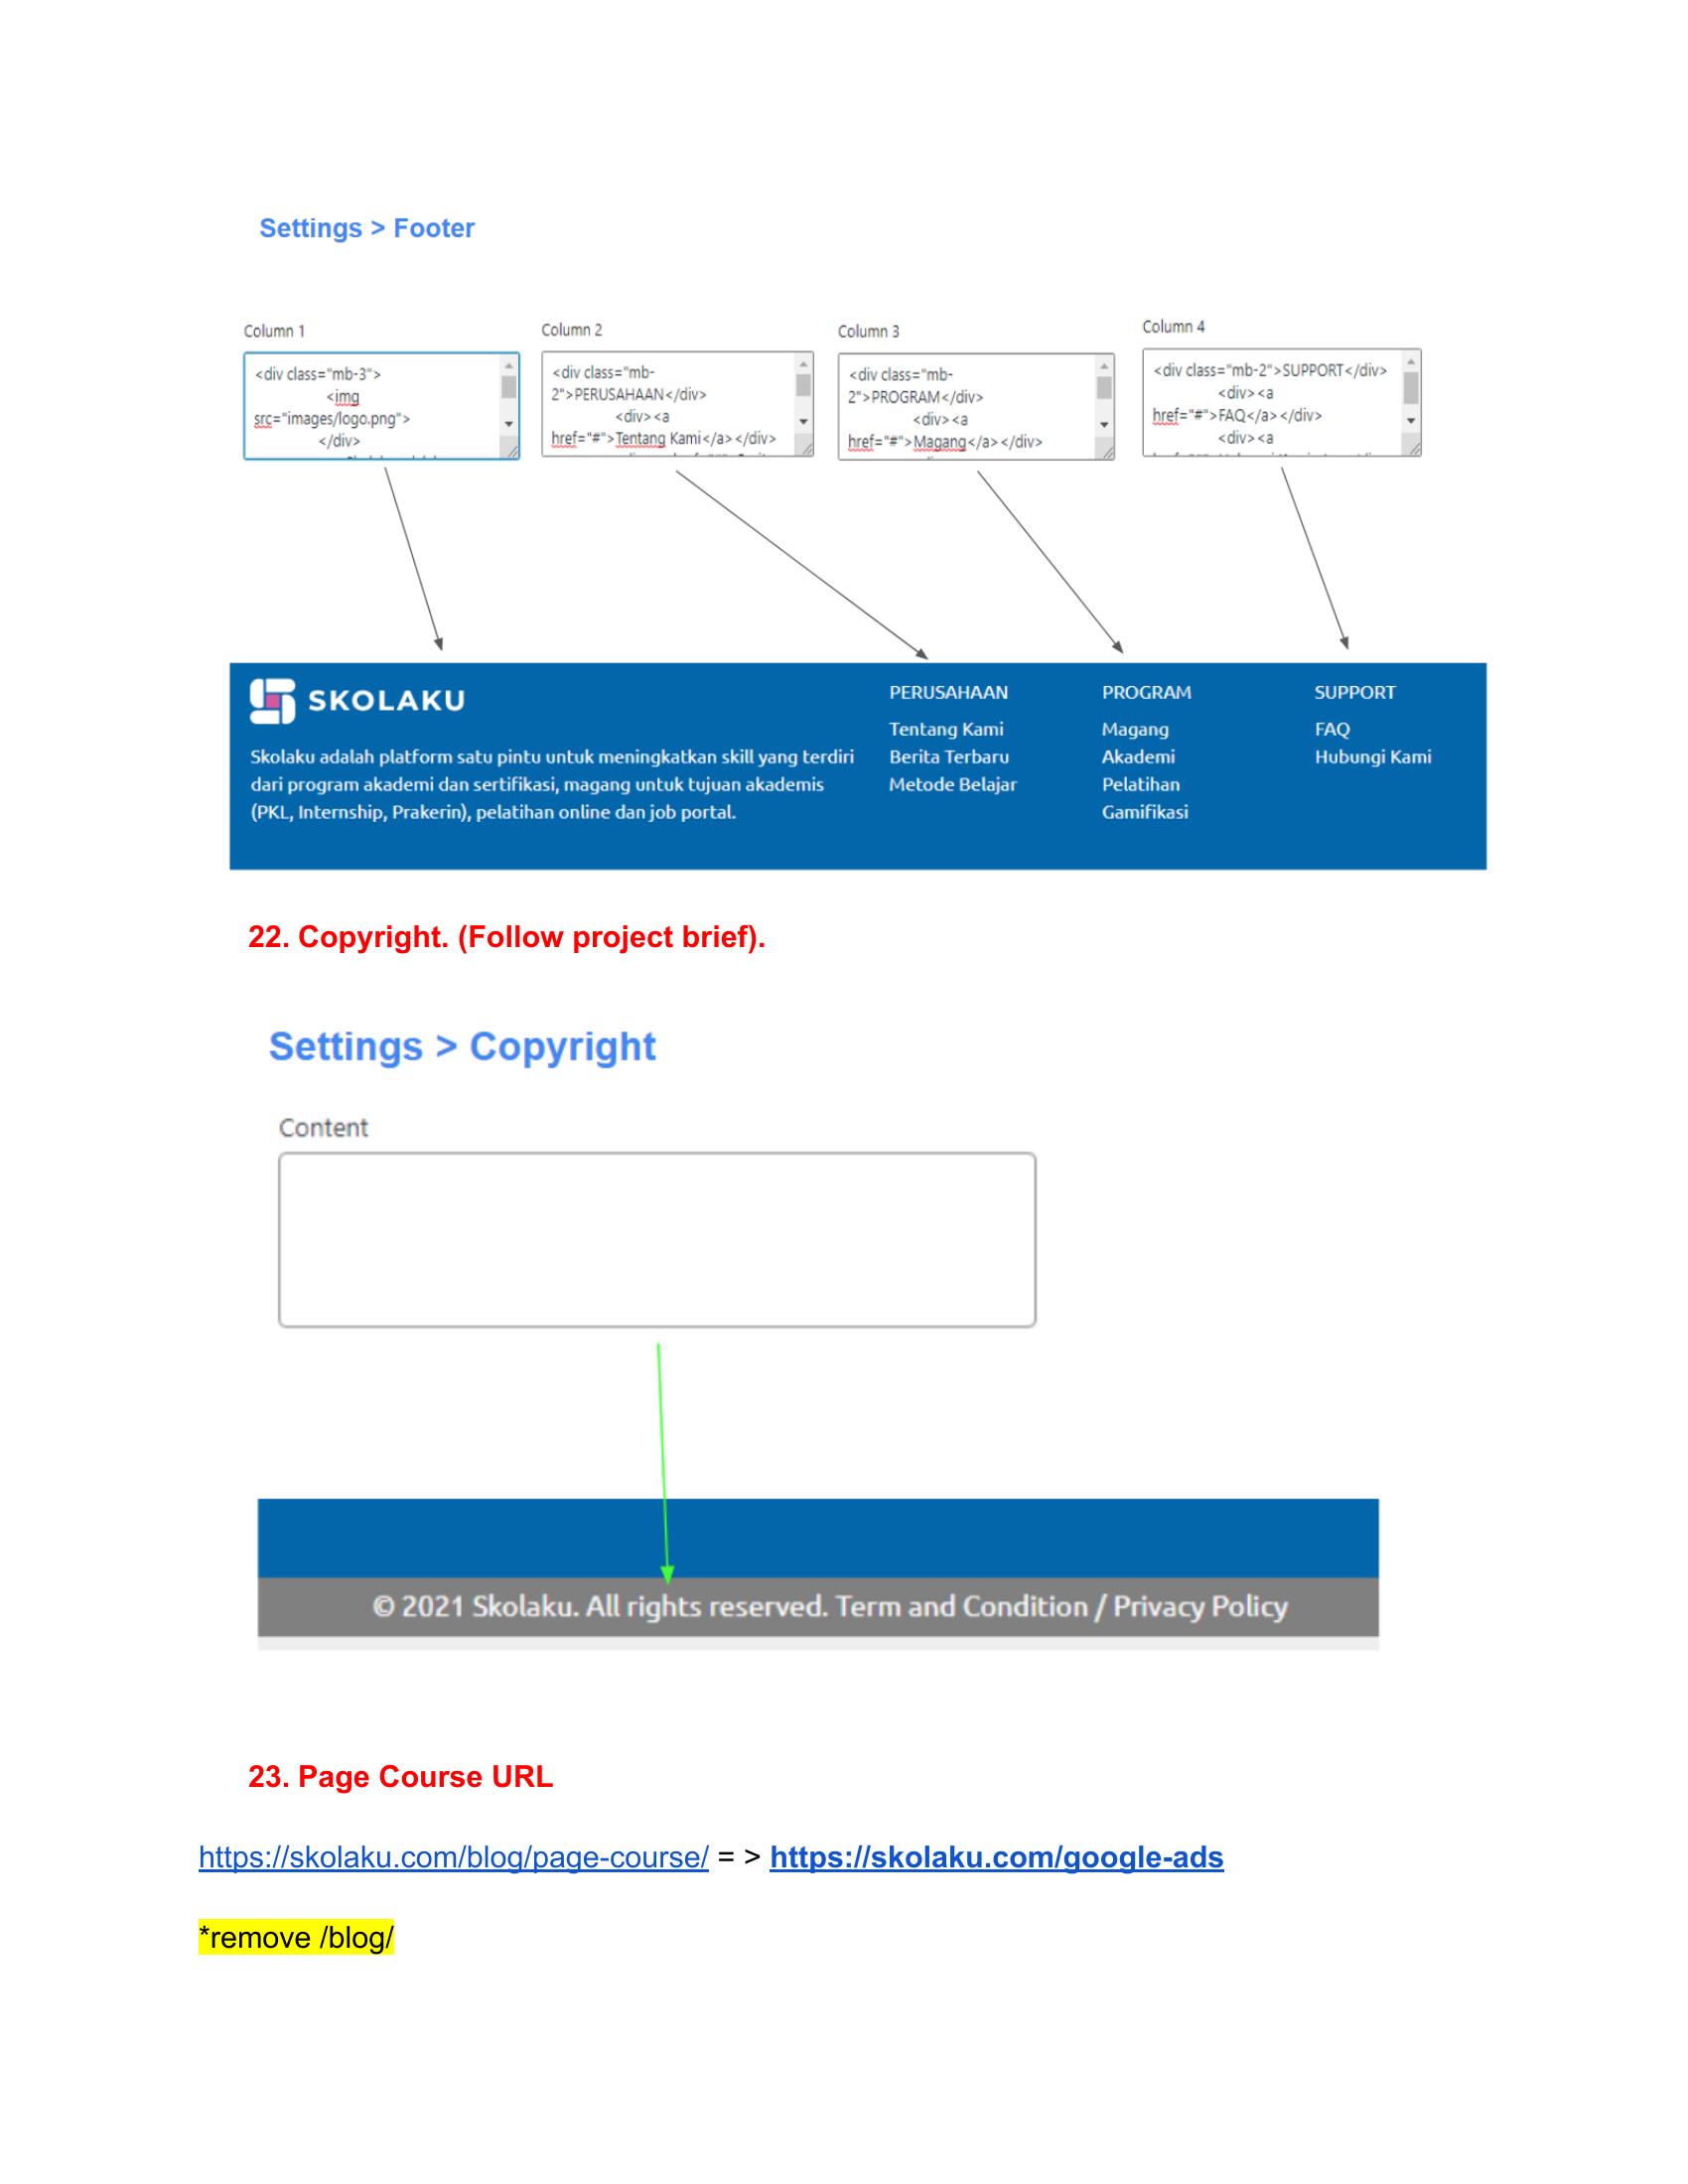 Settings > Footer
Column 1
Column 2
Column 3
Column 4
<div class="mb-3">
<img
src="images/logo.png">
</div>
<div class="mb-
2">PERUSAHAAN</div>
<div><a
href="#">Tentang Kami</a></div>
<div class="mb-
2">PROGRAM</div>
<div><a
href="#">Magang</a></div>
<div class="mb-2">SUPPORT</div>
<div><a
href="#">FAQ</a></div>
<div><a
SKOLAKU
Skolaku adalah platform satu pintu untuk meningkatkan skill yang terdiri
dari program akademi dan sertifikasi, magang untuk tujuan akademis
(PKL, Internship, Prakerin), pelatihan online dan job portal.
PERUSAHAAN
Tentang Kami
Berita Terbaru
Metode Belajar
PROGRAM
Magang
Akademi
Pelatihan
Gamifikasi
SUPPORT
FAQ
Hubungi Kami
22. Copyright. (Follow project brief).
Settings > Copyright
Content
© 2021 Skolaku. All rights reserved. Term and Condition / Privacy Policy
23. Page Course URL
https://skolaku.com/blog/page-course/ = > https://skolaku.com/google-ads
*remove /blog/